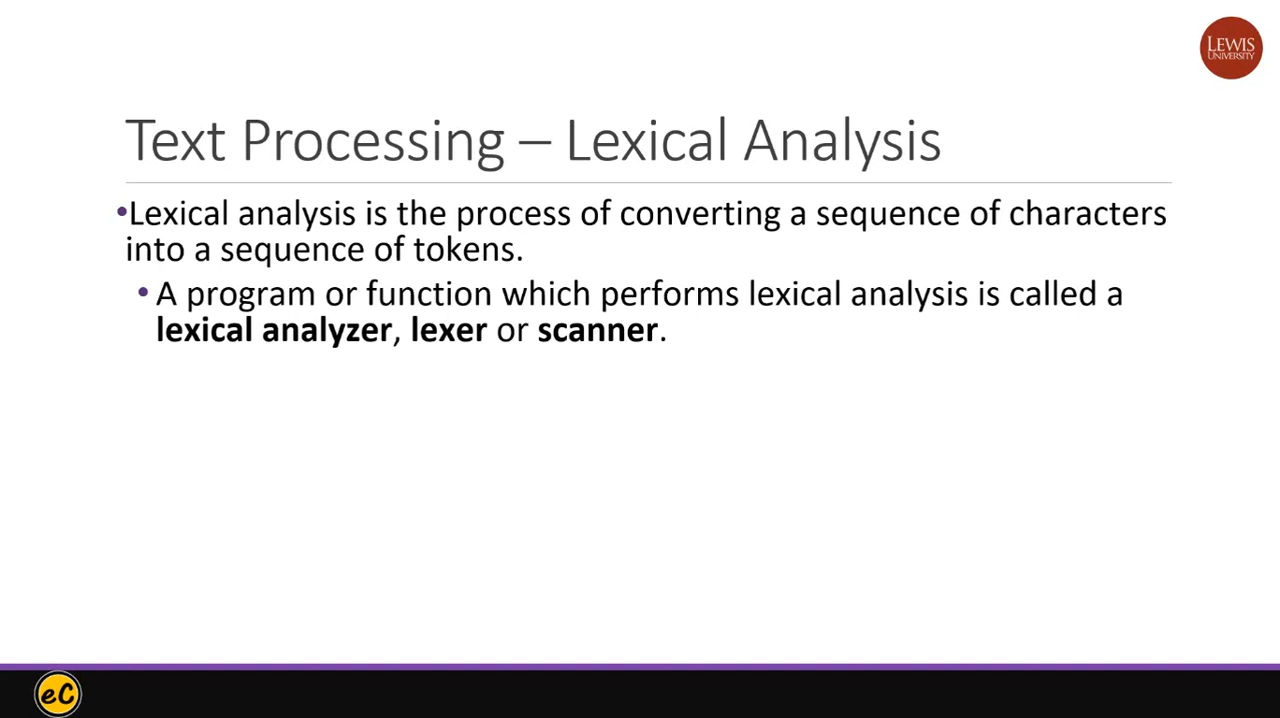 LEWIS
UNIVERSITY
Text Processing – Lexical Analysis
•Lexical analysis is the process of converting a sequence of characters
into a sequence of tokens.
• A program or function which performs lexical analysis is called a
lexical analyzer, lexer or scanner.
eC